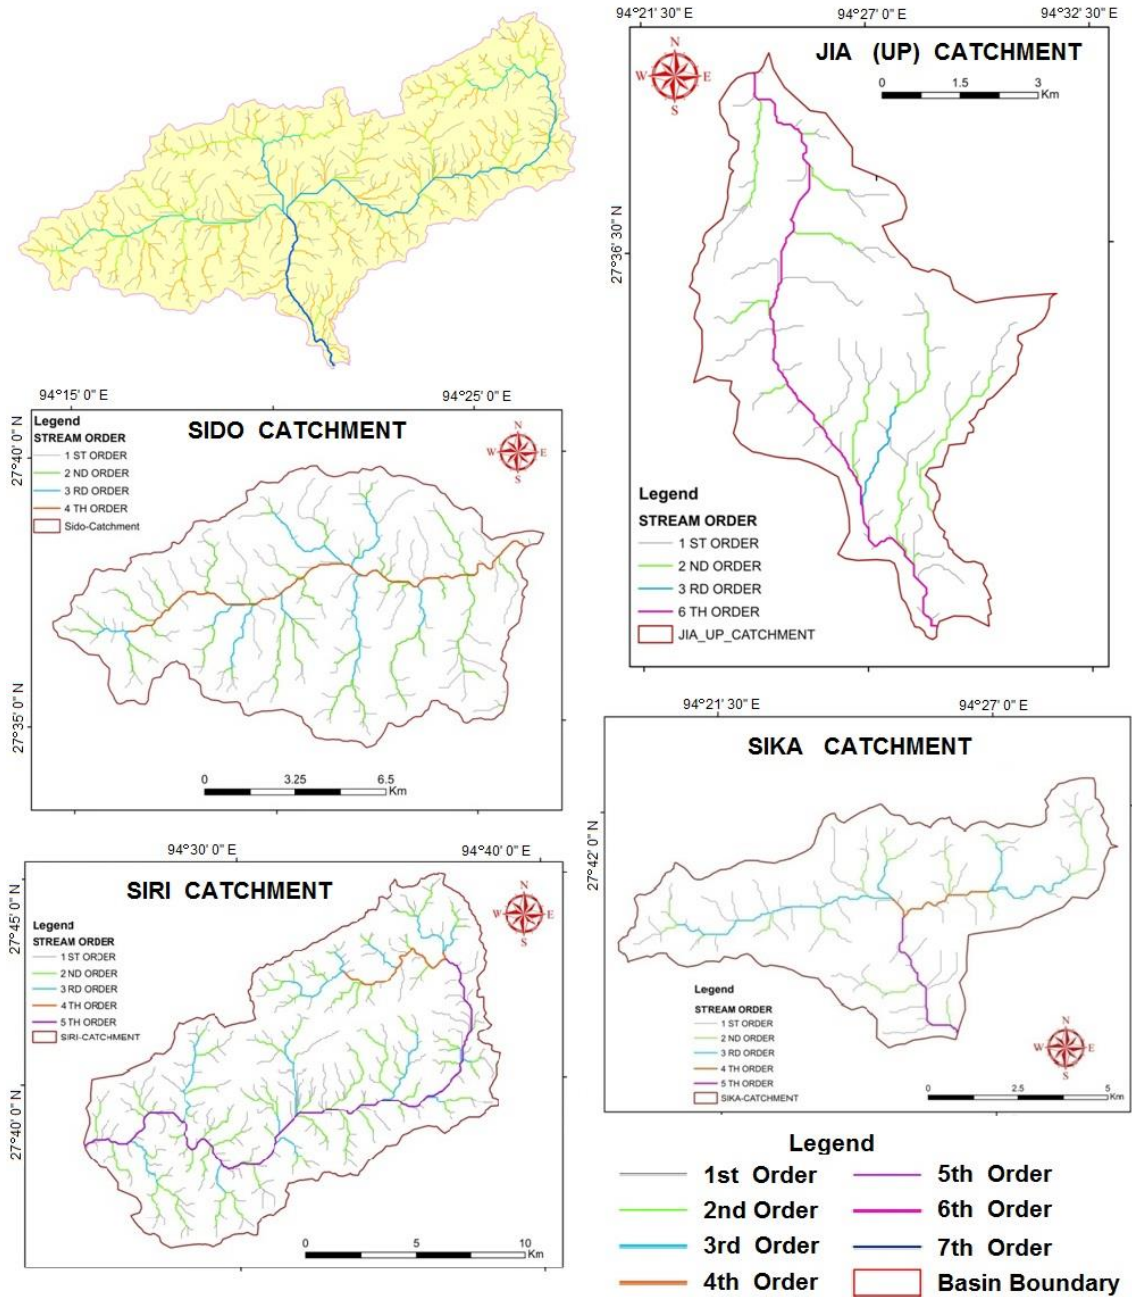 94°21' 30" E
94°27' 0" E
94°32' 30" E
JIA (UP) CATCHMENT
N
W
E
S
0
1.5
3
Km
27°36' 30" N
Legend
STREAM ORDER
1 ST ORDER
2 ND ORDER
3 RD ORDER
6 TH ORDER
JIA_UP_CATCHMENT
94°15' 0" E
94°25' 0" E
Legend
STREAM ORDER
1 ST ORDER
2 ND ORDER
3 RD ORDER
4 TH ORDER
Sido-Catchment
SIDO CATCHMENT
N
W
E
S
27°40' 0" N
27°35' 0" N
0
3.25
6.5
Km
94°21' 30" E
94°27' 0" E
SIKA CATCHMENT
27°42' 0" N
Legend
STREAM ORDER
1 ST ORDER
2 ND ORDER
3 RD ORDER
4 TH ORDER
5 TH ORDER
SIKA-CATCHMENT
N
W
E
S
0
2.5
5
Km
94°30' 0" E
94°40' 0" E
SIRI CATCHMENT
N
W
E
S
27°45' 0" N
27°40' 0" N
Legend
STREAM ORDER
1 ST ORDER
2 ND ORDER
3 RD ORDER
4 TH ORDER
5 TH ORDER
SIRI-CATCHMENT
0
5
10
Km
Legend
1st Order
2nd Order
3rd Order
4th Order
5th Order
6th Order
7th Order
Basin Boundary